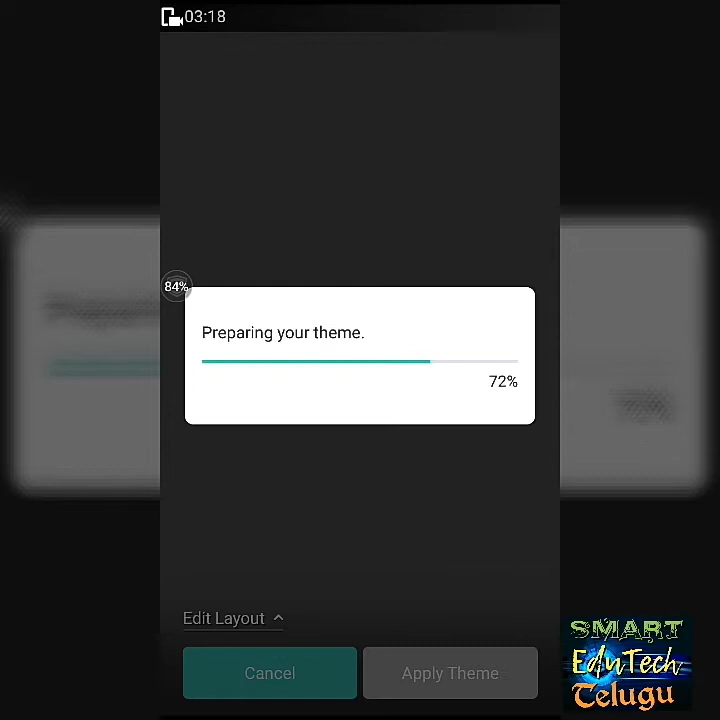 03:18
84%
Preparing your theme.
72%
Edit Layout
Cancel
Apply Theme
SMART
EduTech
Telugu